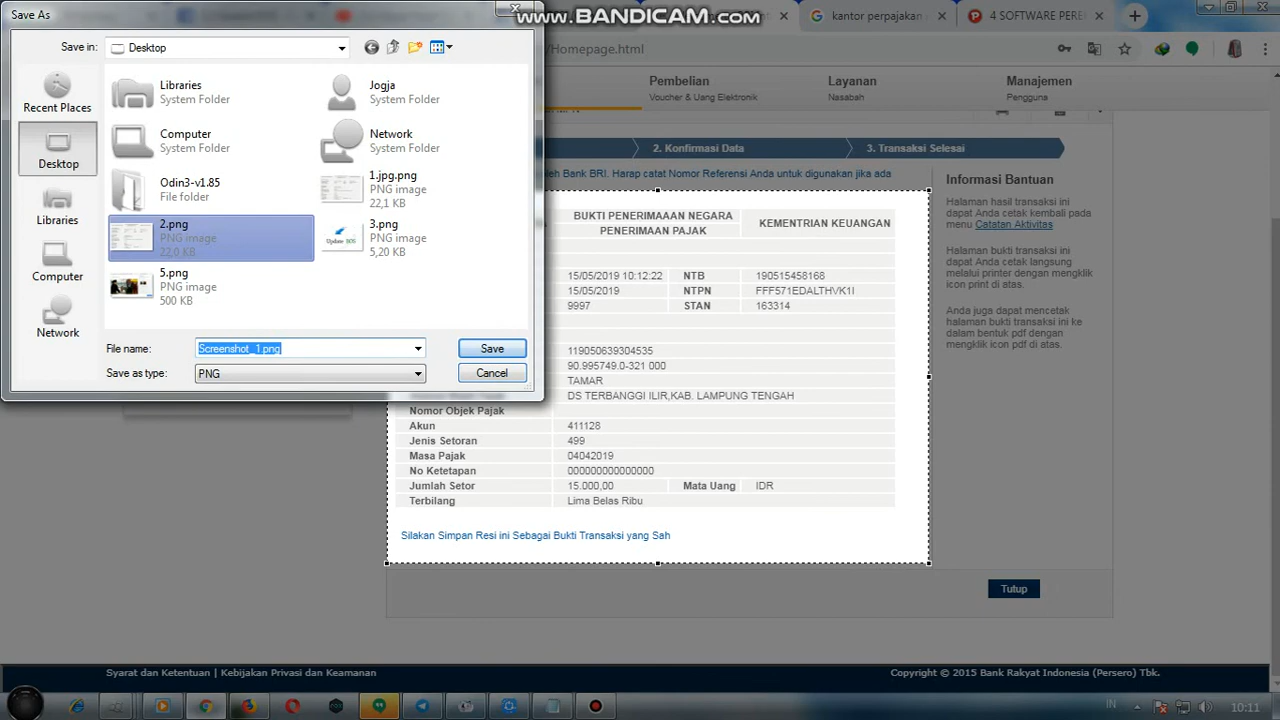 Save As
www.BANDICAM.com
kantor perpajakan
4 SOFTWARE PERE
Save in:
Desktop
/Homepage.html
Recent Places
Desktop
Libraries
Computer
Network
Libraries
System Folder
Jogja
System Folder
Computer
System Folder
Network
System Folder
Odin3-v1.85
File folder
1.jpg.png
PNG image
22,1 KB
2.png
PNG image
22,0 KB
3.png
PNG image
5,20 KB
5.png
PNG image
500 KB
File name:
Screenshot_1.png
Save
Save as type:
PNG
Cancel
Pembelian
Voucher & Uang Elektronik
Layanan
Nasabah
Manajemen
Pengguna
2. Konfirmasi Data
3. Transaksi Selesai
oleh Bank BRI. Harap catat Nomor Referensi Anda untuk digunakan jika ada
BUKTI PENERIMAAAN NEGARA
PENERIMAAN PAJAK
KEMENTRIAN KEUANGAN
15/05/2019 10:12:22 NTB 190515458168
15/05/2019 NTPN FFF571EDALTHVK1I
9997 STAN 163314
119050639304535
90.995749.0-321 000
TAMAR
DS TERBANGGI ILIR,KAB. LAMPUNG TENGAH
Nomor Objek Pajak
Akun 411128
Jenis Setoran 499
Masa Pajak 04042019
No Ketetapan 000000000000000
Jumlah Setor 15.000,00 Mata Uang IDR
Terbilang Lima Belas Ribu
Silakan Simpan Resi ini Sebagai Bukti Transaksi yang Sah
Informasi Bantuan
Halaman hasil transaksi ini
dapat Anda cetak kembali pada
menu Catatan Aktivitas
Halaman bukti transaksi ini
dapat Anda cetak langsung
melalui printer dengan mengklik
icon print di atas.
Anda juga dapat mencetak
halaman bukti transaksi ini ke
dalam bentuk pdf dengan
mengklik icon pdf.
Tutup
Syarat dan Ketentuan | Kebijakan Privasi dan Keamanan
Copyright © 2015 Bank Rakyat Indonesia (Persero) Tbk.
IN
10:11